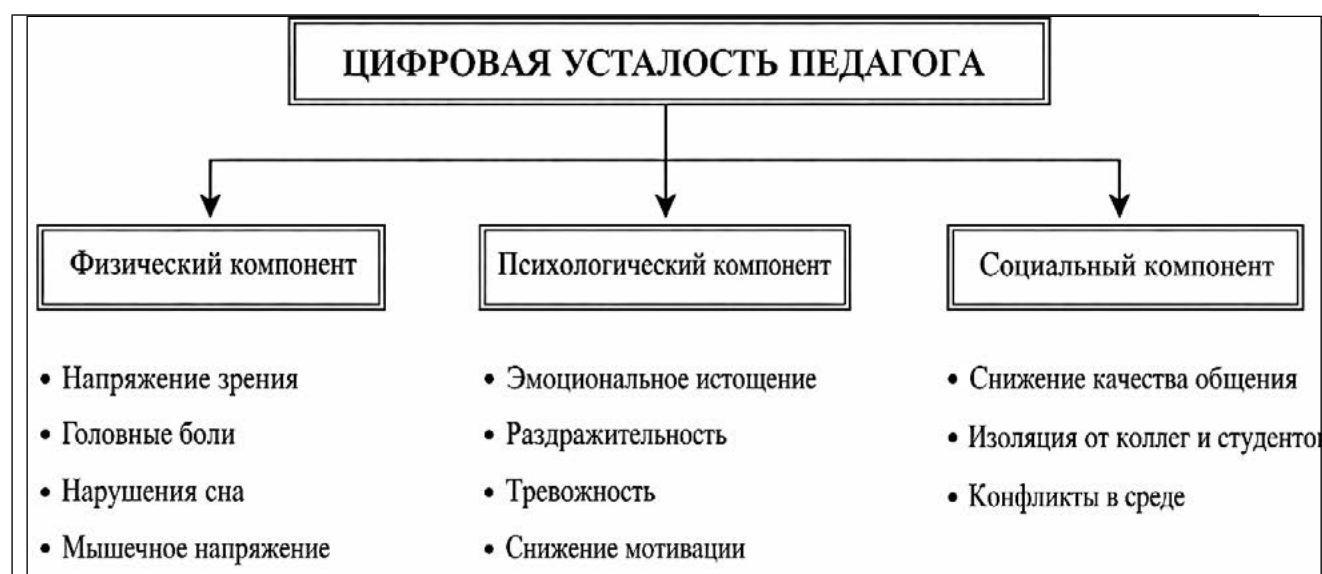 ЦИФРОВАЯ УСТАЛОСТЬ ПЕДАГОГА
Физический компонент
• Напряжение зрения
• Головные боли
• Нарушения сна
• Мышечное напряжение
Психологический компонент
• Эмоциональное истощение
• Раздражительность
• Тревожность
• Снижение мотивации
Социальный компонент
• Снижение качества общения
• Изоляция от коллег и студентов
• Конфликты в среде